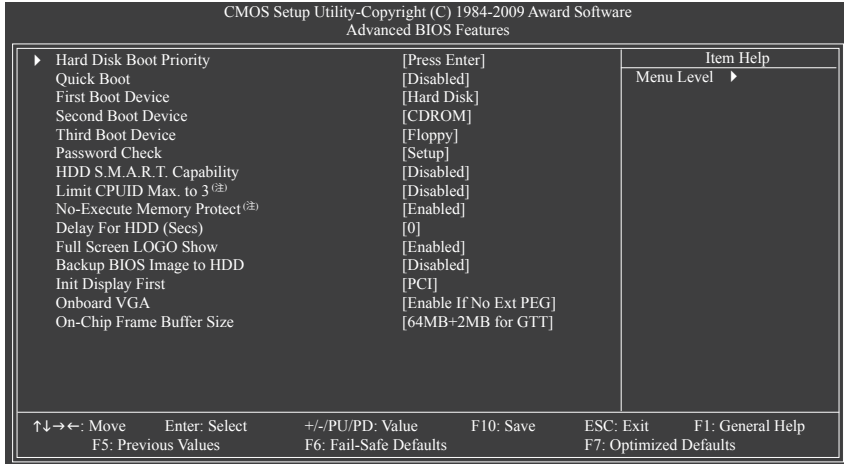 CMOS Setup Utility-Copyright (C) 1984-2009 Award Software
Advanced BIOS Features
▶ Hard Disk Boot Priority [Press Enter] Item Help
Quick Boot [Disabled] Menu Level ▶
First Boot Device [Hard Disk]
Second Boot Device [CDROM]
Third Boot Device [Floppy]
Password Check [Setup]
HDD S.M.A.R.T. Capability [Disabled]
Limit CPUID Max. to 3 (注) [Disabled]
No-Execute Memory Protect (注) [Enabled]
Delay For HDD (Secs) [0]
Full Screen LOGO Show [Enabled]
Backup BIOS Image to HDD [Disabled]
Init Display First [PCI]
Onboard VGA [Enable If No Ext PEG]
On-Chip Frame Buffer Size [64MB+2MB for GTT]
↑↓→←: Move Enter: Select +/-/PU/PD: Value F10: Save ESC: Exit F1: General Help
F5: Previous Values F6: Fail-Safe Defaults F7: Optimized Defaults